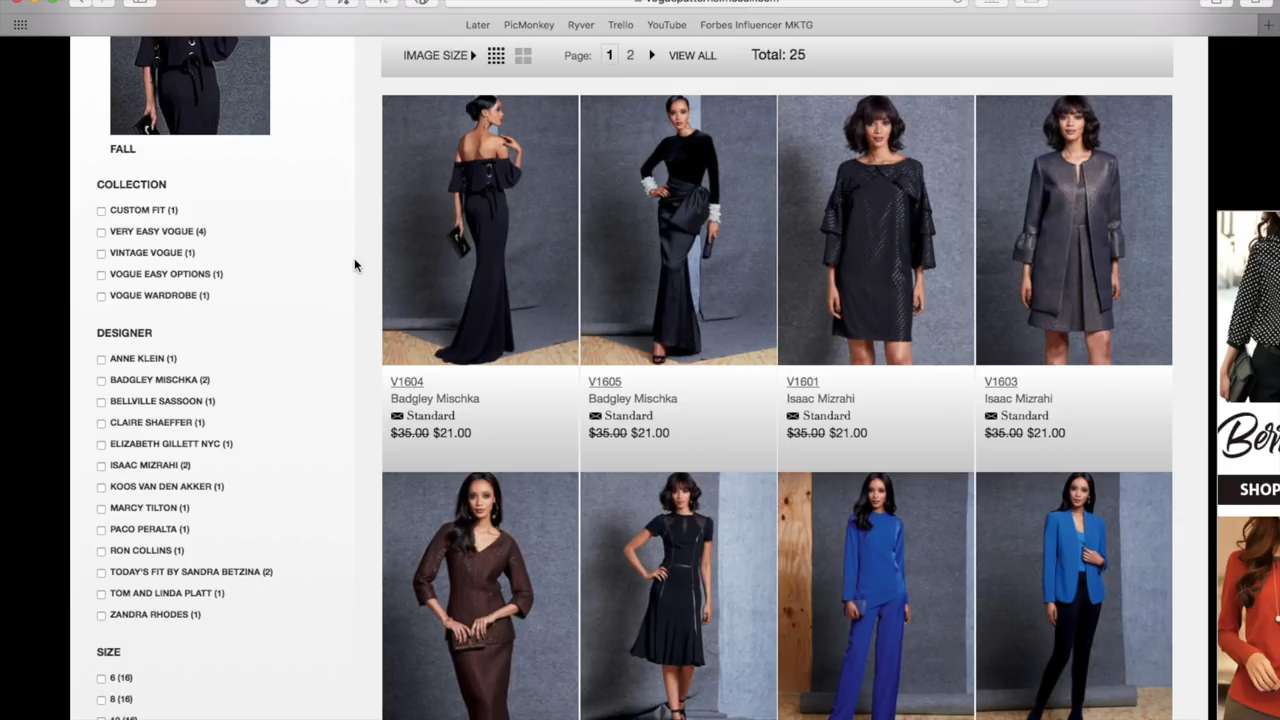 Later PicMonkey Ryver Trello YouTube Forbes Influencer MKTG
IMAGE SIZE Page: 1 2 VIEW ALL Total: 25
FALL
COLLECTION
CUSTOM FIT (1)
VERY EASY VOGUE (4)
VINTAGE VOGUE (1)
VOGUE EASY OPTIONS (1)
VOGUE WARDROBE (1)
DESIGNER
ANNE KLEIN (1)
BADGLEY MISCHKA (2)
BELLVILLE SASSOON (1)
CLAIRE SHAEFFER (1)
ELIZABETH GILLETT NYC (1)
ISAAC MIZRAHI (2)
KOOS VAN DEN AKKER (1)
MARCY TILTON (1)
PACO PERALTA (1)
RON COLLINS (1)
TODAY'S FIT BY SANDRA BETZINA (2)
TOM AND LINDA PLATT (1)
ZANDRA RHODES (1)
SIZE
6 (16)
8 (16)
V1604
Badgley Mischka
Standard
$35.00 $21.00
V1605
Badgley Mischka
Standard
$35.00 $21.00
V1601
Isaac Mizrahi
Standard
$35.00 $21.00
V1603
Isaac Mizrahi
Standard
$35.00 $21.00
SHOP